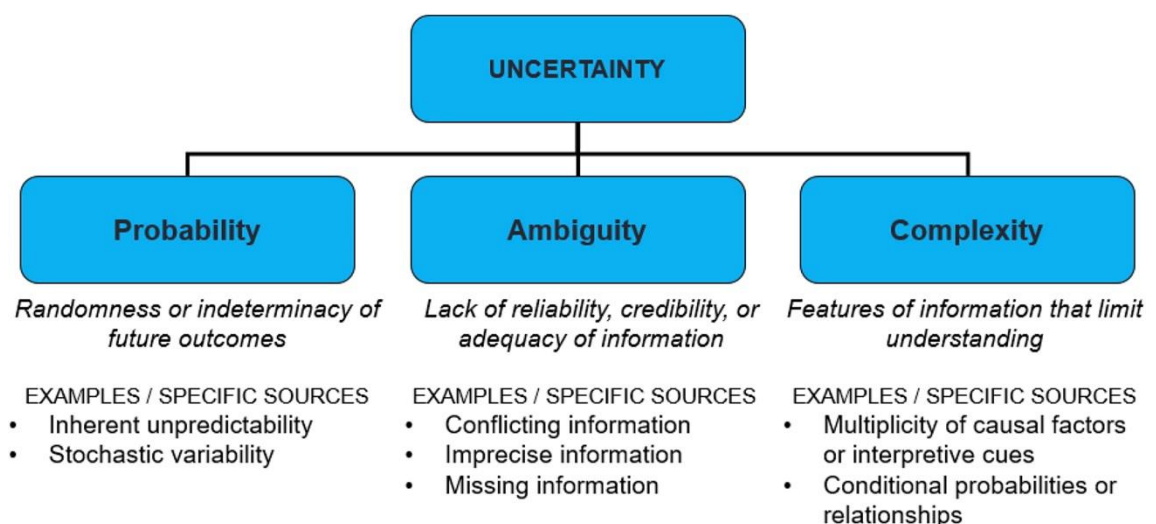 UNCERTAINTY
Probability
Randomness or indeterminacy of
future outcomes
EXAMPLES / SPECIFIC SOURCES
• Inherent unpredictability
• Stochastic variability
Ambiguity
Lack of reliability, credibility, or
adequacy of information
EXAMPLES / SPECIFIC SOURCES
• Conflicting information
• Imprecise information
• Missing information
Complexity
Features of information that limit
understanding
EXAMPLES / SPECIFIC SOURCES
• Multiplicity of causal factors
or interpretive cues
• Conditional probabilities or
relationships